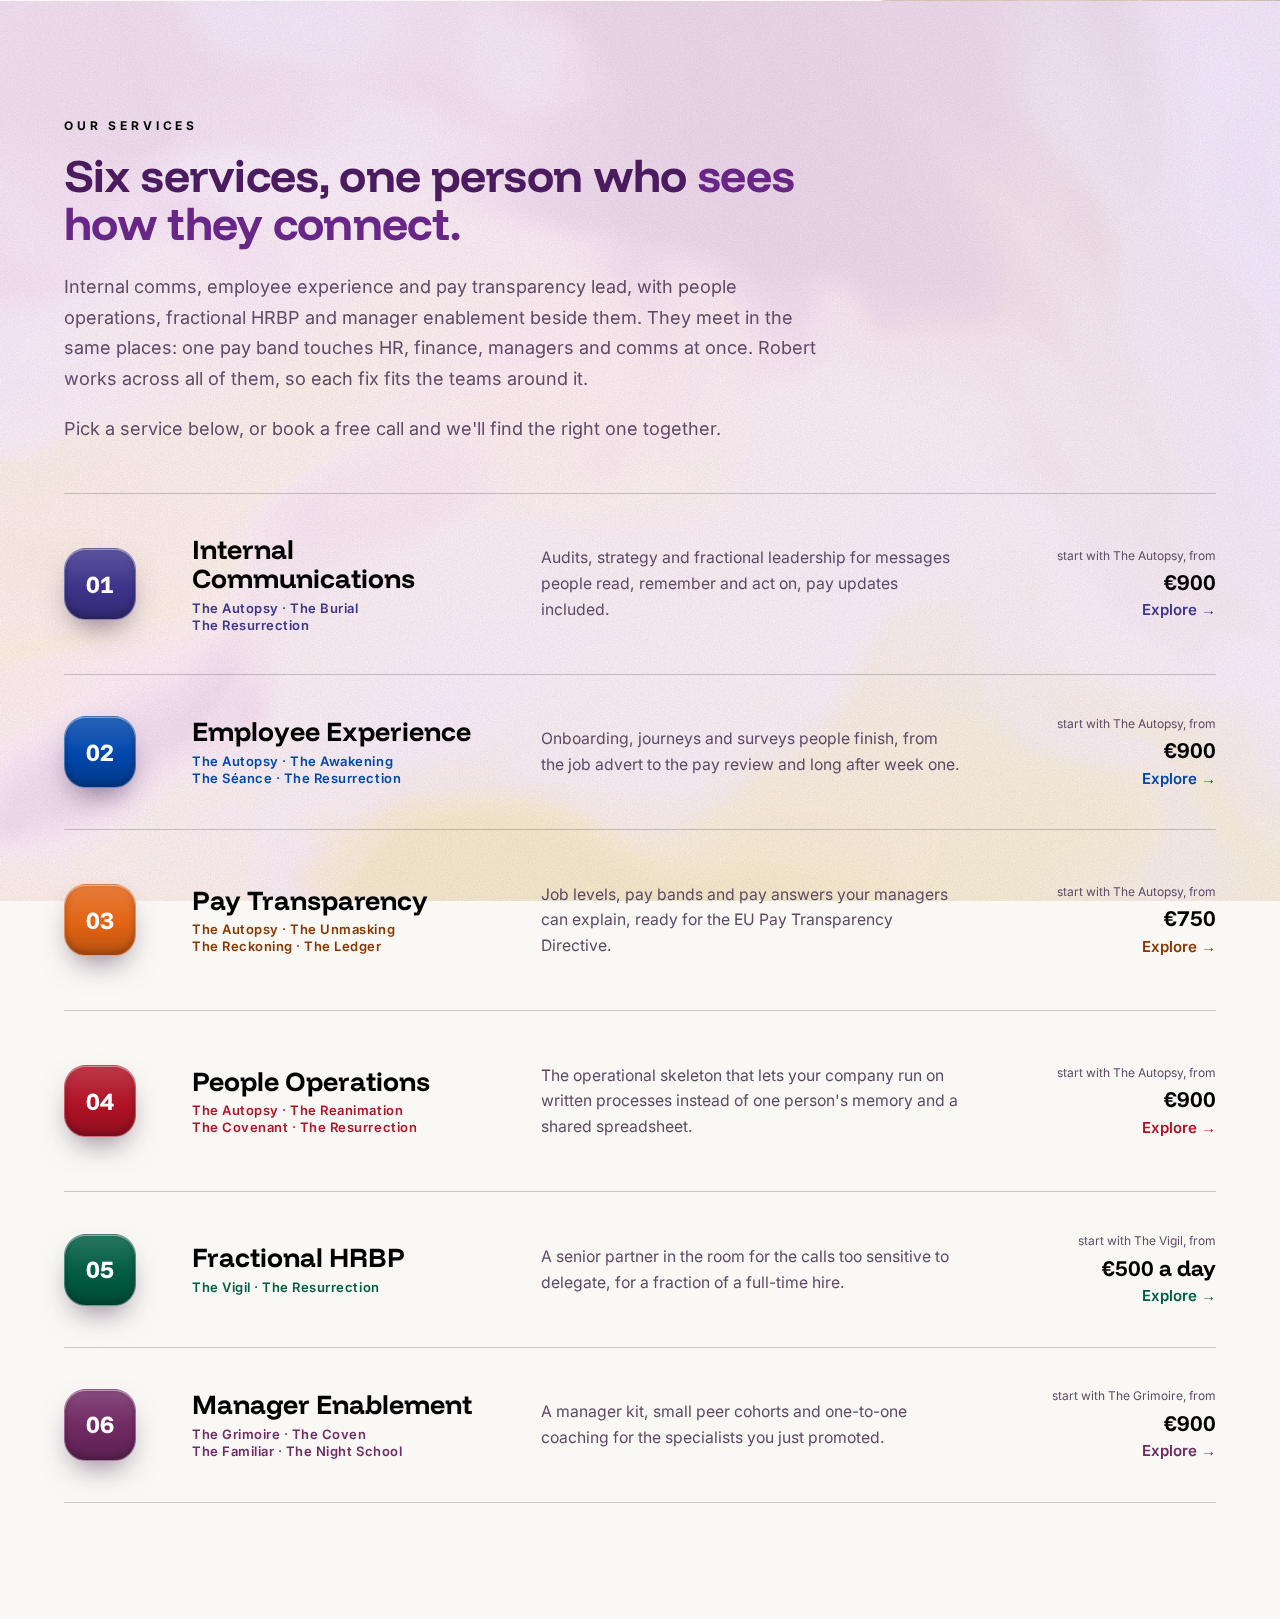 OUR SERVICES
Six services, one person who sees
how they connect.
Internal comms, employee experience and pay transparency lead, with people
operations, fractional HRBP and manager enablement beside them. They meet in the
same places: one pay band touches HR, finance, managers and comms at once. Robert
works across all of them, so each fix fits the teams around it.
Pick a service below, or book a free call and we'll find the right one together.
01
Internal
Communications
The Autopsy · The Burial
The Resurrection
Audits, strategy and fractional leadership for messages
people read, remember and act on, pay updates
included.
start with The Autopsy, from
€900
Explore →
02
Employee Experience
The Autopsy · The Awakening
The Séance · The Resurrection
Onboarding, journeys and surveys people finish, from
the job advert to the pay review and long after week one.
start with The Autopsy, from
€900
Explore →
03
Pay Transparency
The Autopsy · The Unmasking
The Reckoning · The Ledger
Job levels, pay bands and pay answers your managers
can explain, ready for the EU Pay Transparency
Directive.
start with The Autopsy, from
€750
Explore →
04
People Operations
The Autopsy · The Reanimation
The Covenant · The Resurrection
The operational skeleton that lets your company run on
written processes instead of one person's memory and a
shared spreadsheet.
start with The Autopsy, from
€900
Explore →
05
Fractional HRBP
The Vigil · The Resurrection
A senior partner in the room for the calls too sensitive to
delegate, for a fraction of a full-time hire.
start with The Vigil, from
€500 a day
Explore →
06
Manager Enablement
The Grimoire · The Coven
The Familiar · The Night School
A manager kit, small peer cohorts and one-to-one
coaching for the specialists you just promoted.
start with The Grimoire, from
€900
Explore →